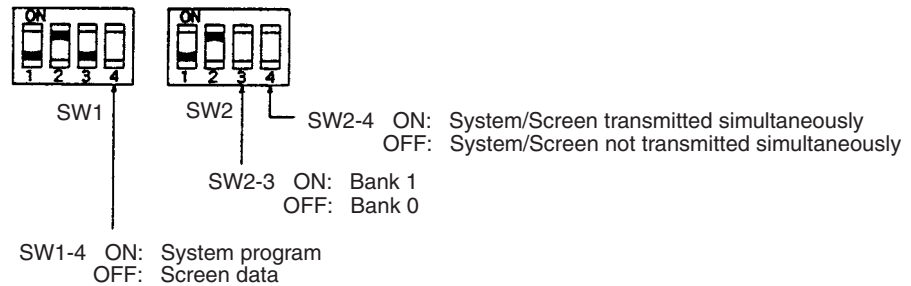 ON ON
1 2 3 4 1 2 3 4
SW1 SW2
SW2-4 ON: System/Screen transmitted simultaneously
OFF: System/Screen not transmitted simultaneously
SW2-3 ON: Bank 1
OFF: Bank 0
SW1-4 ON: System program
OFF: Screen data